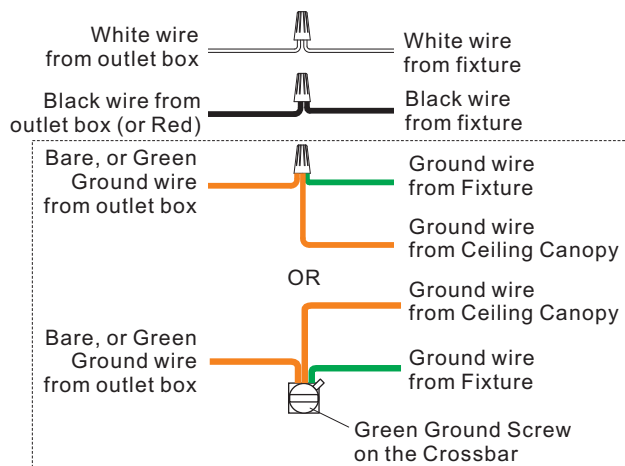 White wire
from outlet box
White wire
from fixture
Black wire from
outlet box (or Red)
Black wire
from fixture
Bare, or Green
Ground wire
from outlet box
Ground wire
from Fixture
Ground wire
from Ceiling Canopy
OR
Ground wire
from Ceiling Canopy
Bare, or Green
Ground wire
from outlet box
Ground wire
from Fixture
Green Ground Screw
on the Crossbar